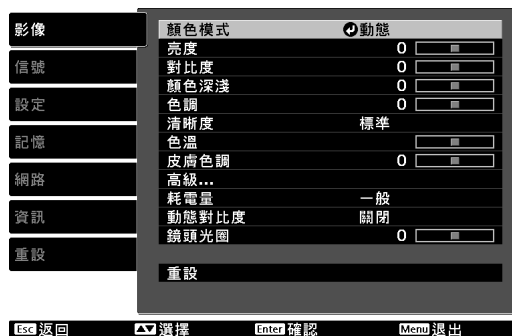 影像
信號
設定
記憶
網路
資訊
重設
顏色模式 動態
亮度 0
對比度 0
顏色深淺 0
色調 0
清晰度 標準
色溫
皮膚色調 0
高級...
耗電量 一般
動態對比度 關閉
鏡頭光圈 0
重設
Esc 返回 選擇 Enter 確認 Menu 退出